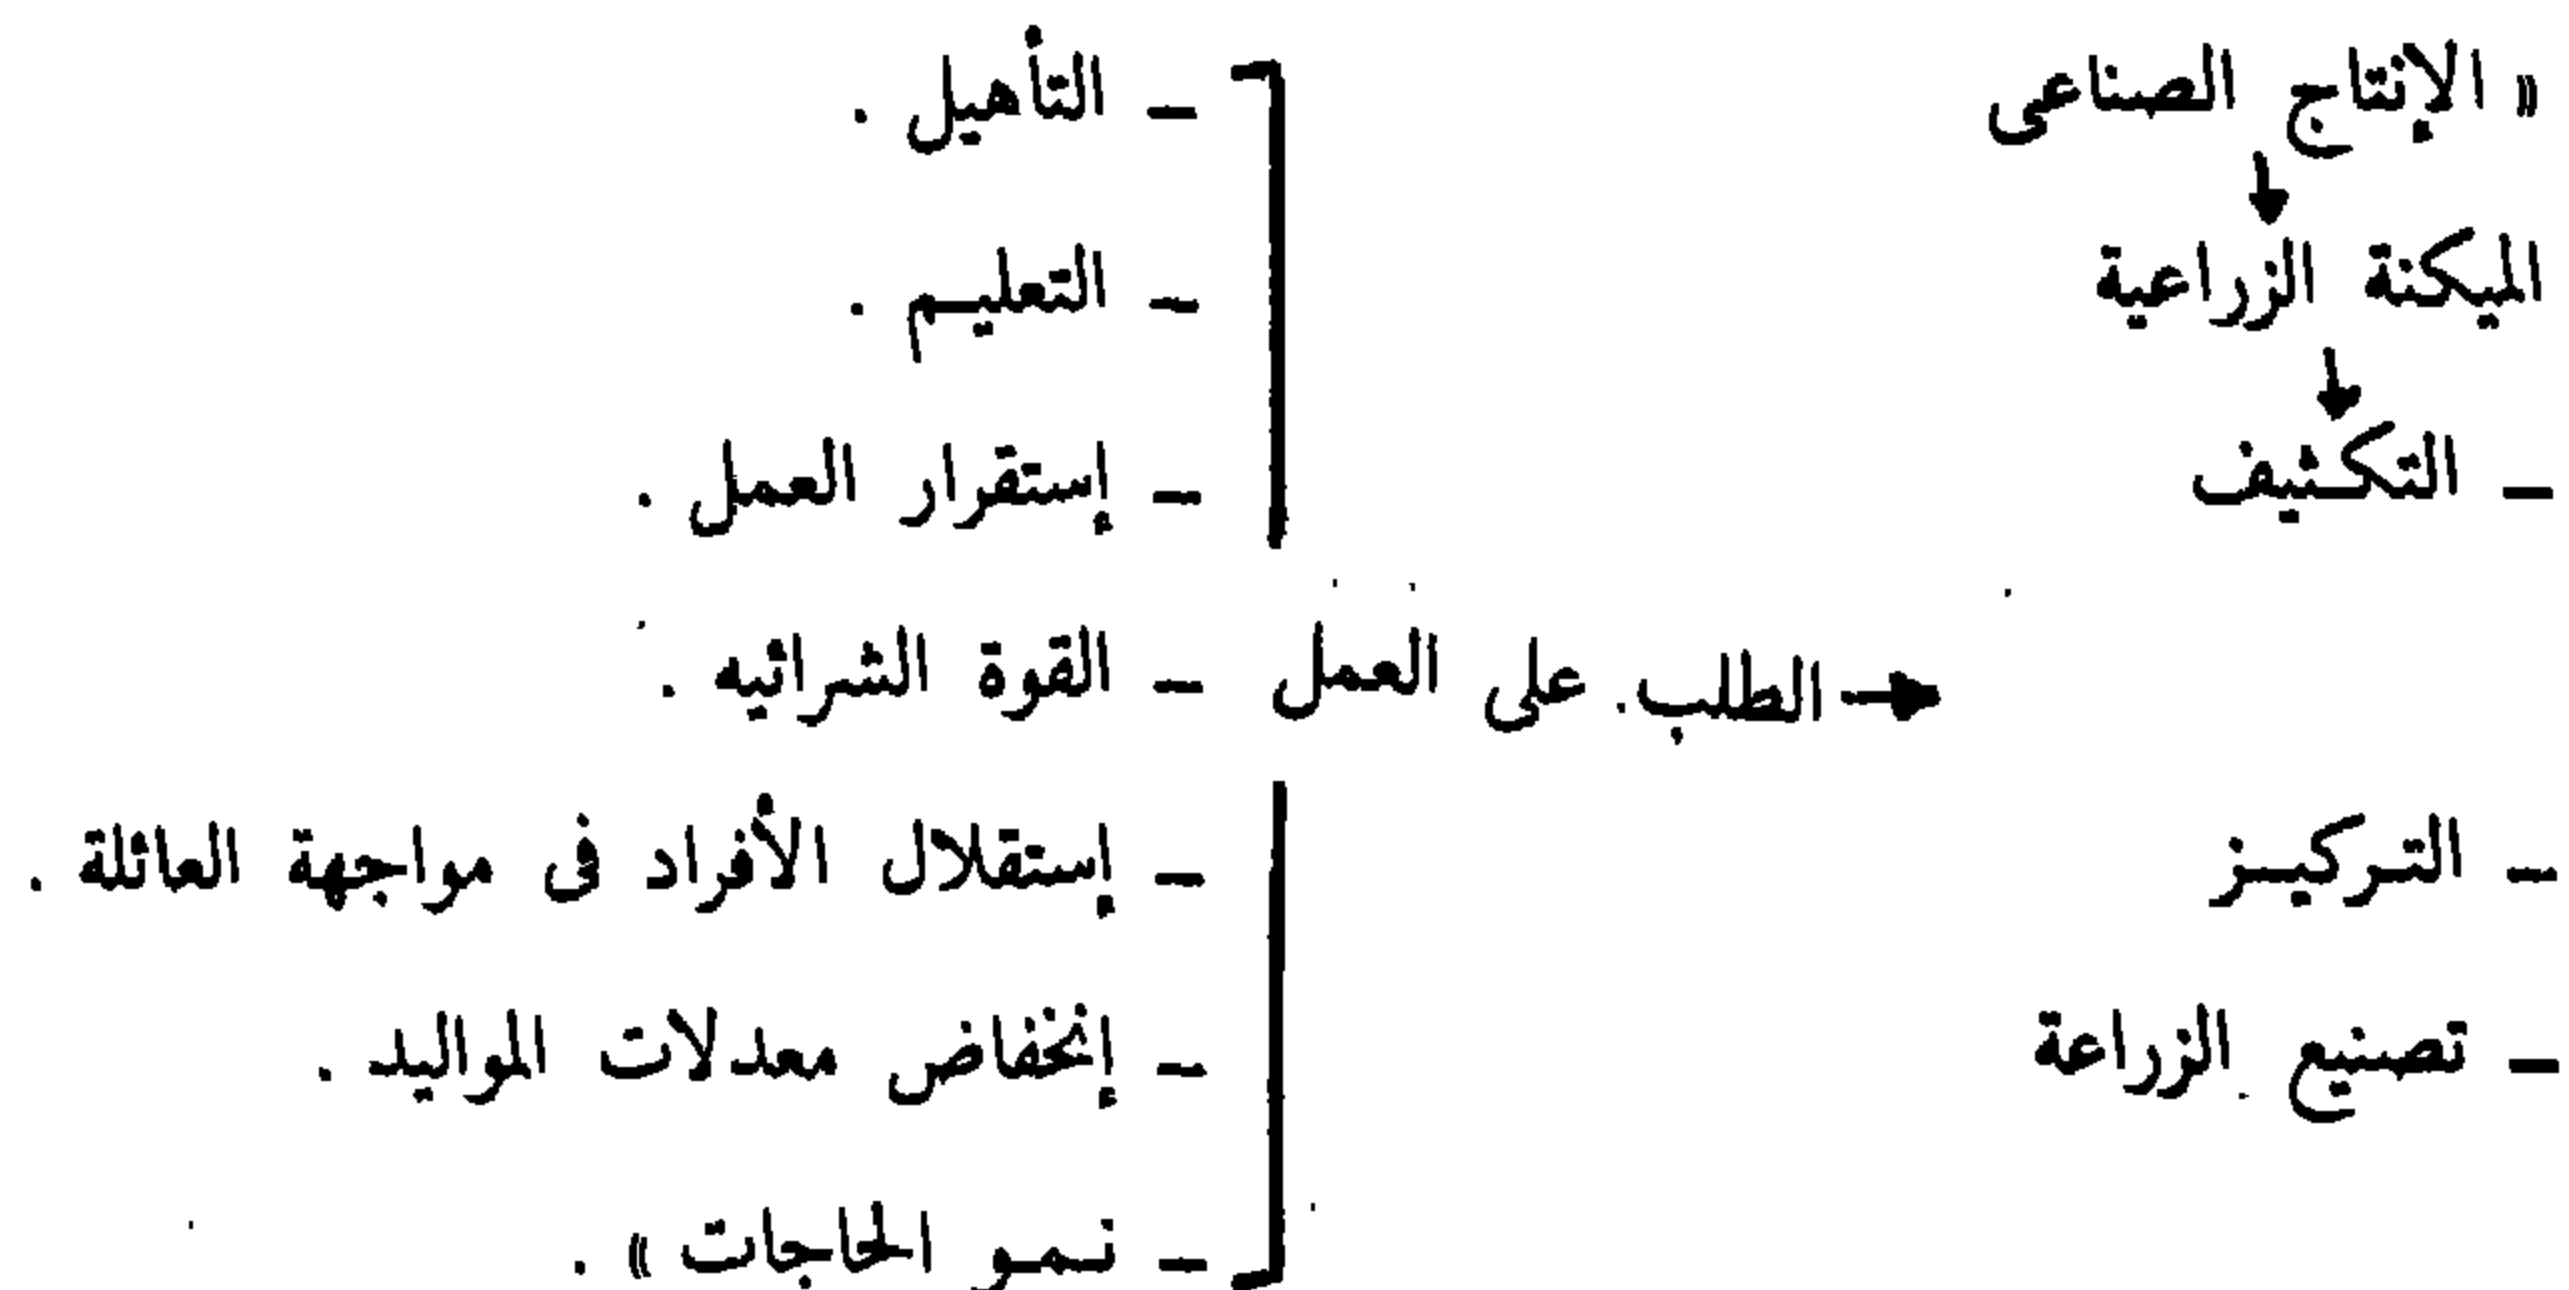 « الإنتاج الصناعى
الميكنة الزراعية
– التكثيف
– التركيز
– تصنيع الزراعة
الطلب على العمل
– التأهيل .
– التعليم .
– إستقرار العمل .
– القوة الشرائيه .
– إستقلال الأفراد فى مواجهة العائلة .
– إنخفاض معدلات المواليد .
– نمو الحاجات » .